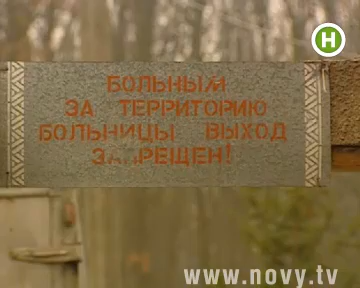 H
БОЛЬНЫМ
ЗА ТЕРРИТОРИЮ
БОЛЬНИЦЫ ВЫХОД
ЗАПРЕЩЕН!
www.novy.tv